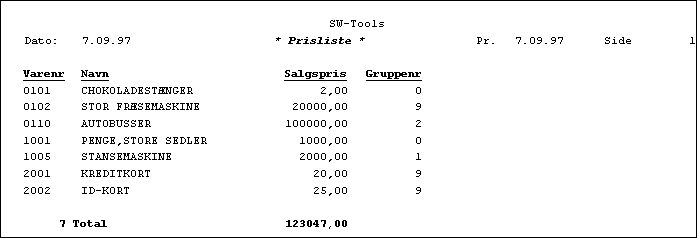 SW-Tools
Dato: 7.09.97 * Prisliste * Pr. 7.09.97 Side 1
Varenr Navn Salgspris Gruppenr
0101 CHOKOLADESTÆNGER 2,00 0
0102 STOR FRÆSEMASKINE 20000,00 9
0110 AUTOBUSSER 100000,00 2
1001 PENGE,STORE SEDLER 1000,00 0
1005 STANSEMASKINE 2000,00 1
2001 KREDITKORT 20,00 9
2002 ID-KORT 25,00 9
7 Total 123047,00